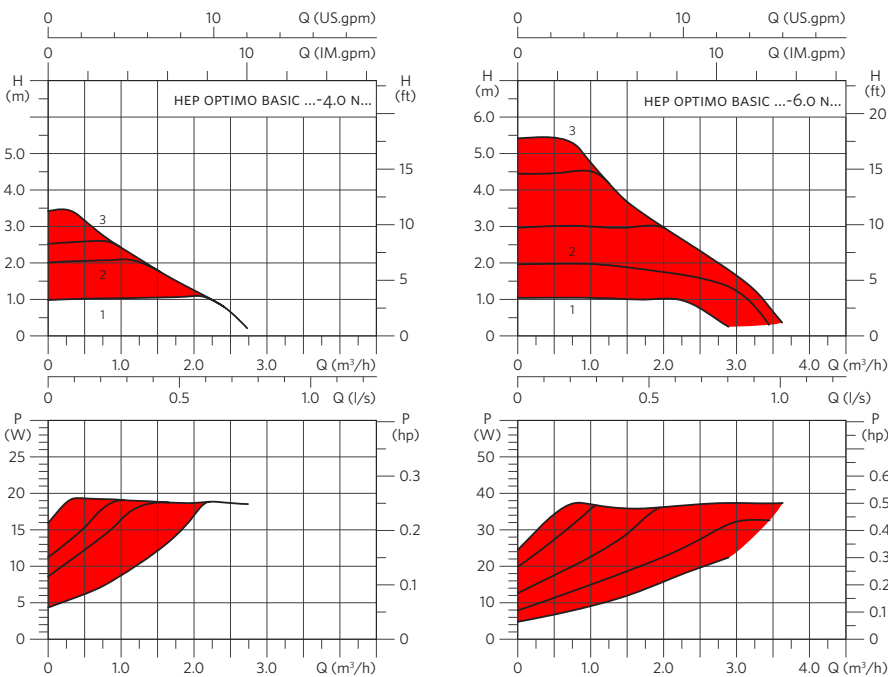 0 10 Q (US.gpm)
0 10 Q (IM.gpm)
H (m)
H (ft)
HEP OPTIMO BASIC ...-4.0 N...
5.0
4.0
3.0
2.0
1.0
0
15
10
5
0
3
2
1
0 1.0 2.0 3.0 Q (m³/h)
0 0.5 1.0 Q (l/s)
P (W)
P (hp)
25
20
15
10
5
0
0.3
0.2
0.1
0
0 1.0 2.0 3.0 Q (m³/h)
0 10 Q (US.gpm)
0 10 Q (IM.gpm)
H (m)
H (ft)
HEP OPTIMO BASIC ...-6.0 N...
6.0
5.0
4.0
3.0
2.0
1.0
0
20
15
10
5
0
3
2
1
0 1.0 2.0 3.0 4.0 Q (m³/h)
0 0.5 1.0 Q (l/s)
P (W)
P (hp)
50
40
30
20
10
0
0.6
0.5
0.4
0.3
0.2
0.1
0
0 1.0 2.0 3.0 4.0 Q (m³/h)